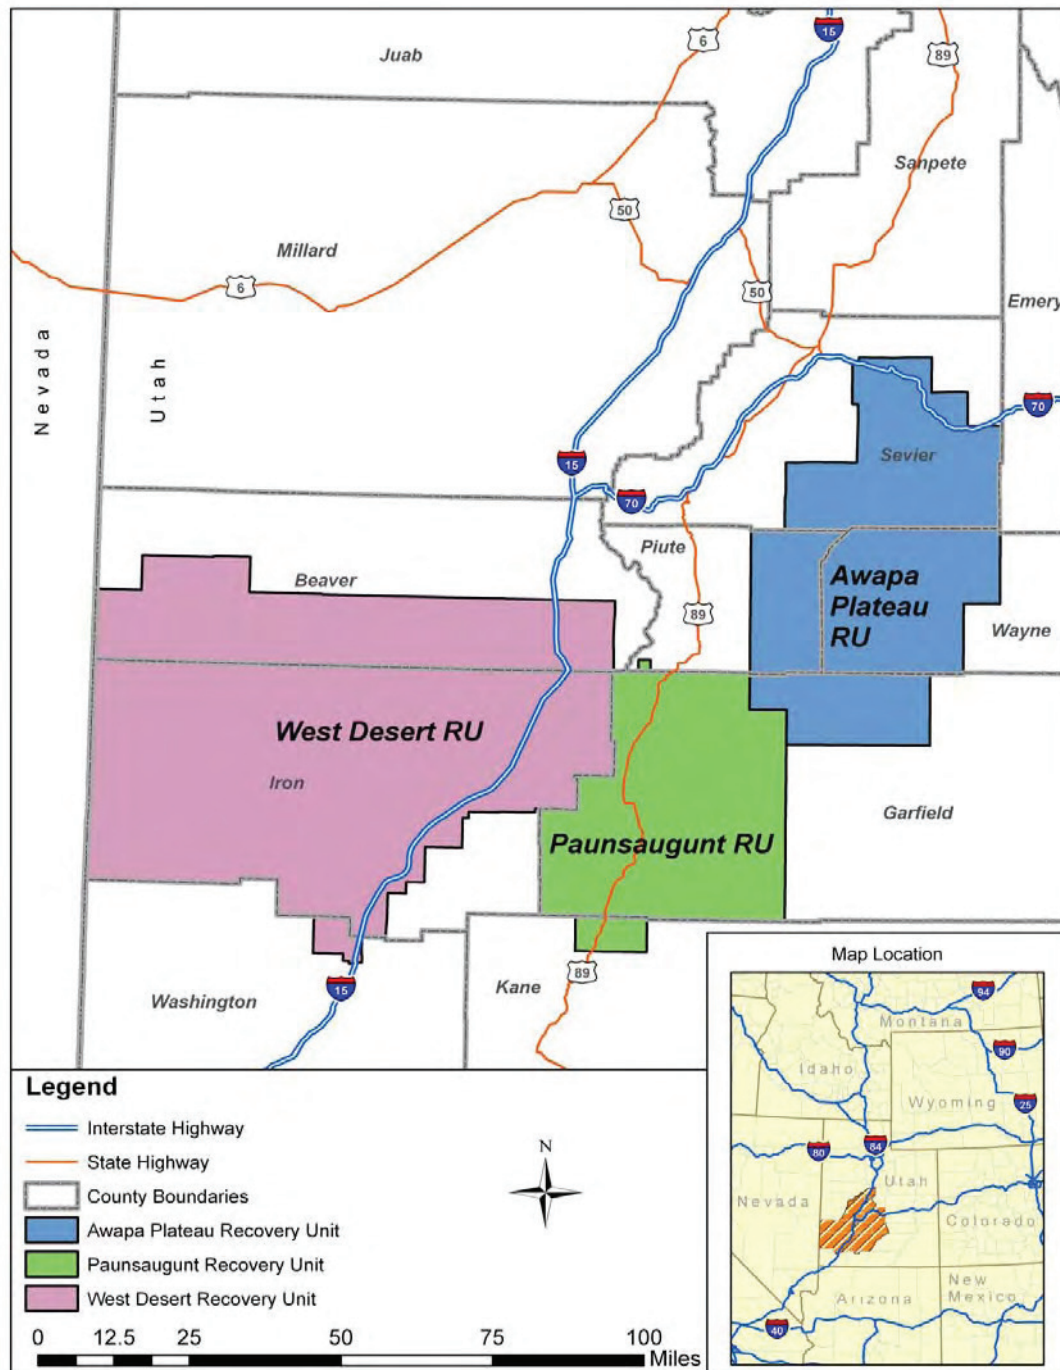 Juab
6
15
89
Sanpete
50
Millard
6
50
Emery
Nevada
Utah
70
Sevier
15
70
Piute
Beaver
Awapa
Plateau
RU
89
Wayne
West Desert RU
Iron
Garfield
Paunsaugunt RU
Washington
15
Kane
89
Map Location
94
Montana
90
Idaho
Wyoming
25
80
84
Utah
Nevada
Colorado
Arizona
New
Mexico
40
Legend
Interstate Highway
State Highway
County Boundaries
Awapa Plateau Recovery Unit
Paunsaugunt Recovery Unit
West Desert Recovery Unit
N
0 12.5 25 50 75 100
Miles